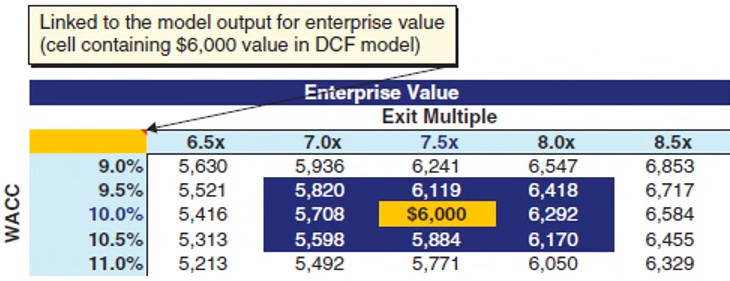 Linked to the model output for enterprise value
(cell containing $6,000 value in DCF model)
Enterprise Value
Exit Multiple
6.5x 7.0x 7.5x 8.0x 8.5x
WACC
9.0% 5,630 5,936 6,241 6,547 6,853
9.5% 5,521 5,820 6,119 6,418 6,717
10.0% 5,416 5,708 $6,000 6,292 6,584
10.5% 5,313 5,598 5,884 6,170 6,455
11.0% 5,213 5,492 5,771 6,050 6,329